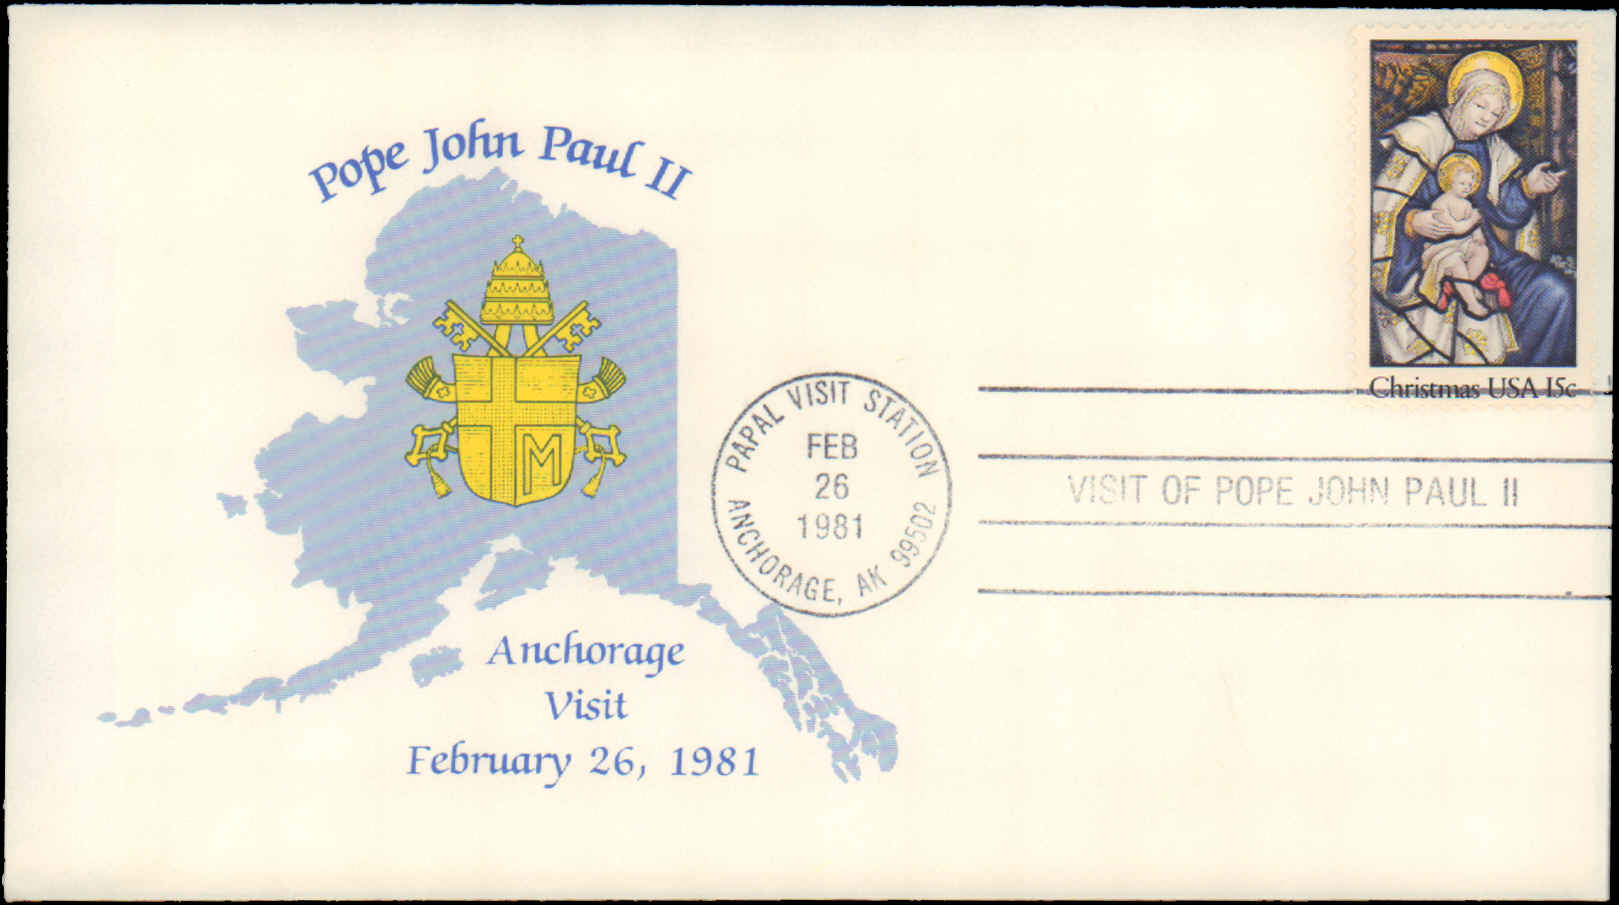 Pope John Paul II
M
Anchorage
Visit
February 26, 1981
PAPAL VISIT STATION
FEB
26
1981
ANCHORAGE, AK 99502
Christmas USA 15c
VISIT OF POPE JOHN PAUL II